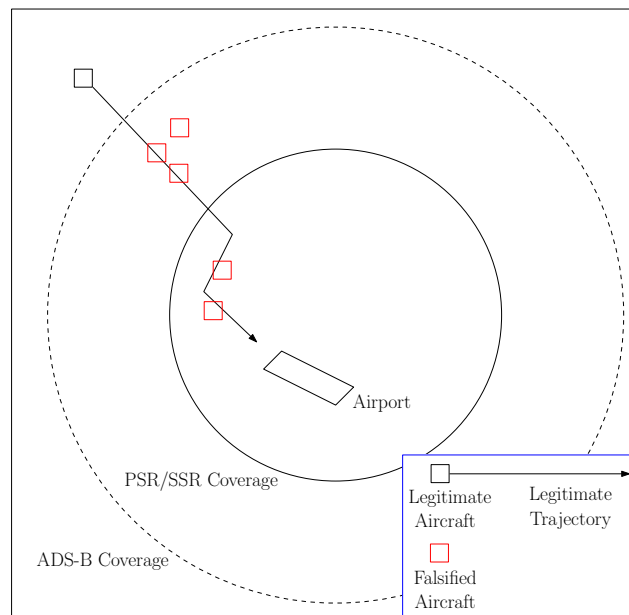 Airport
PSR/SSR Coverage
ADS-B Coverage
Legitimate
Aircraft
Legitimate
Trajectory
Falsified
Aircraft